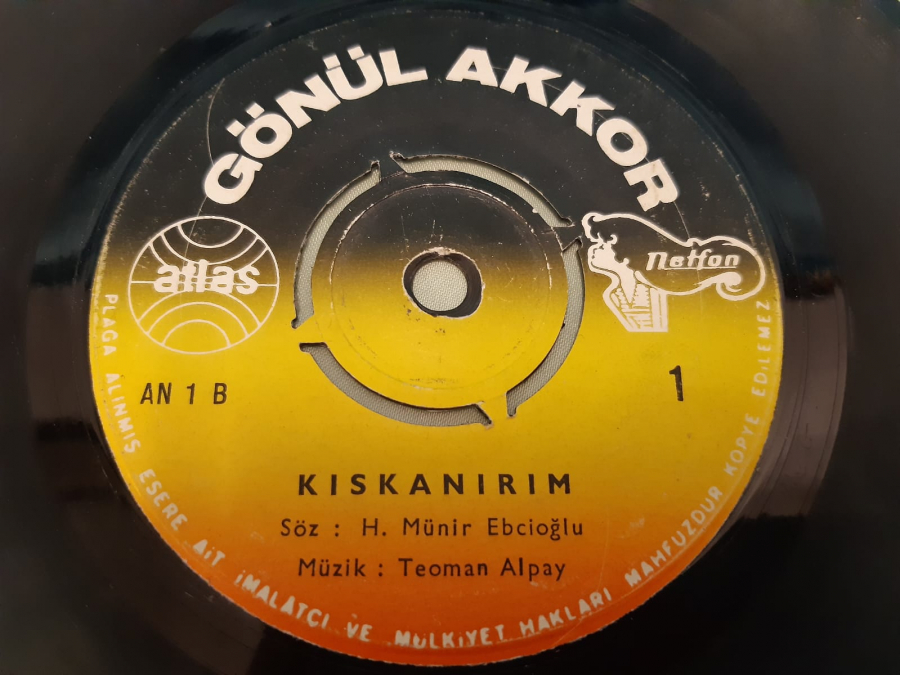 GÖNÜL AKKOR
atlas
Natfon
AN 1 B
1
KISKANIRIM
Söz : H. Münir Ebcioğlu
Müzik : Teoman Alpay
PLAĞA ALINMIŞ ESERE AİT İMALATÇI VE MÜLKİYET HAKLARI MAHFUZDUR KOPYE EDİLEMEZ